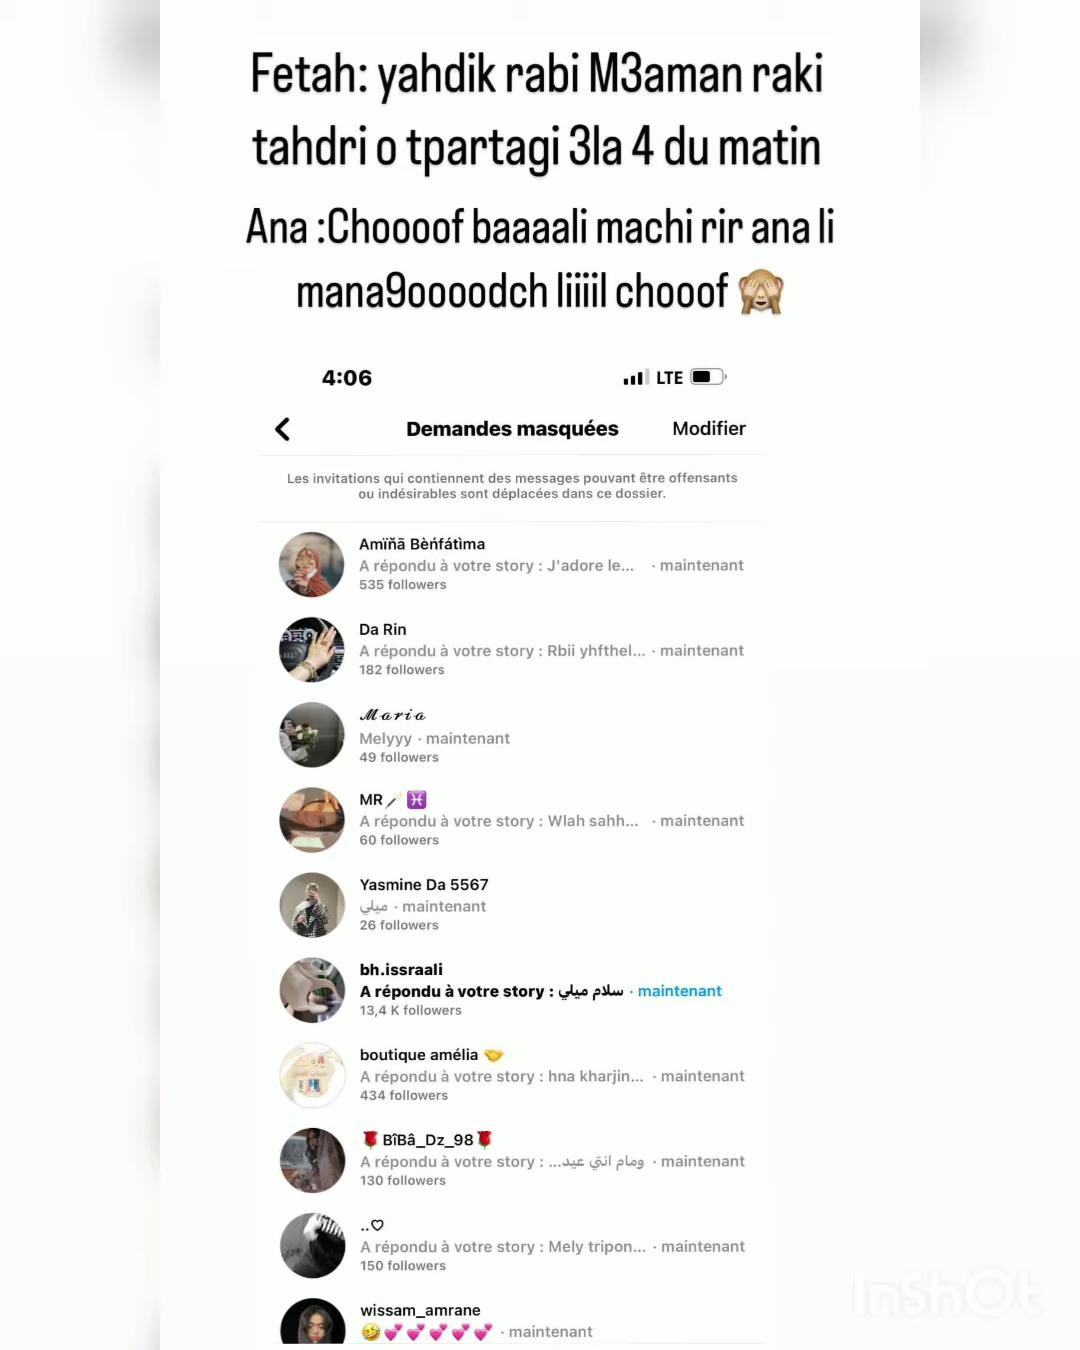 Fetah: yahdik rabi M3aman raki
tahdri o tpartagi 3la 4 du matin
Ana :Choooof baaaali machi rir ana li
mana9oooodch liiiil chooof 🙈
4:06 LTE
Demandes masquées Modifier
Les invitations qui contiennent des messages pouvant être offensants
ou indésirables sont déplacées dans ce dossier.
Amïñā Bèńfátìma
A répondu à votre story : J'adore le... · maintenant
535 followers
Da Rin
A répondu à votre story : Rbii yhfthel... · maintenant
182 followers
𝓜𝓪𝓻𝓲𝓪
Melyyy · maintenant
49 followers
MR🪄♓
A répondu à votre story : Wlah sahh... · maintenant
60 followers
Yasmine Da 5567
ميلي · maintenant
26 followers
bh.issraali
A répondu à votre story : سلام ميلي · maintenant
13,4 K followers
boutique amélia 🤝
A répondu à votre story : hna kharjin... · maintenant
434 followers
🌹BîBâ_Dz_98🌹
A répondu à votre story : ومام انتي عيد... · maintenant
130 followers
..♡
A répondu à votre story : Mely tripon... · maintenant
150 followers
wissam_amrane
🤣💕💕💕💕💕 · maintenant
InShOt